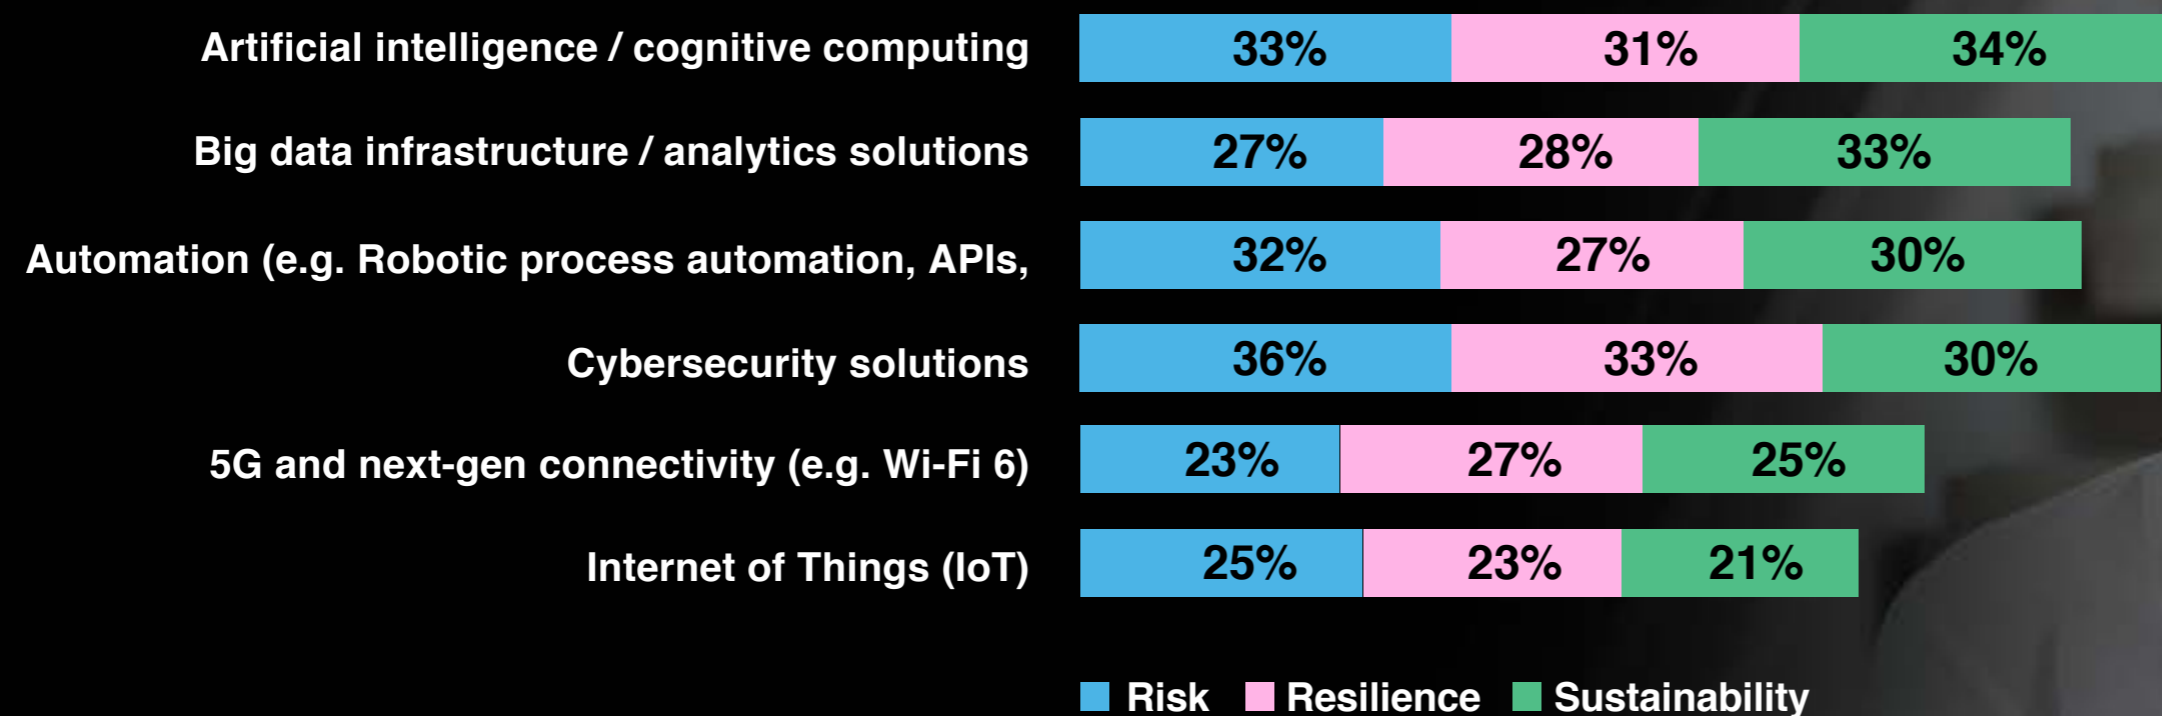 Artificial intelligence / cognitive computing 33% 31% 34%
Big data infrastructure / analytics solutions 27% 28% 33%
Automation (e.g. Robotic process automation, APIs, 32% 27% 30%
Cybersecurity solutions 36% 33% 30%
5G and next-gen connectivity (e.g. Wi-Fi 6) 23% 27% 25%
Internet of Things (IoT) 25% 23% 21%
Risk Resilience Sustainability